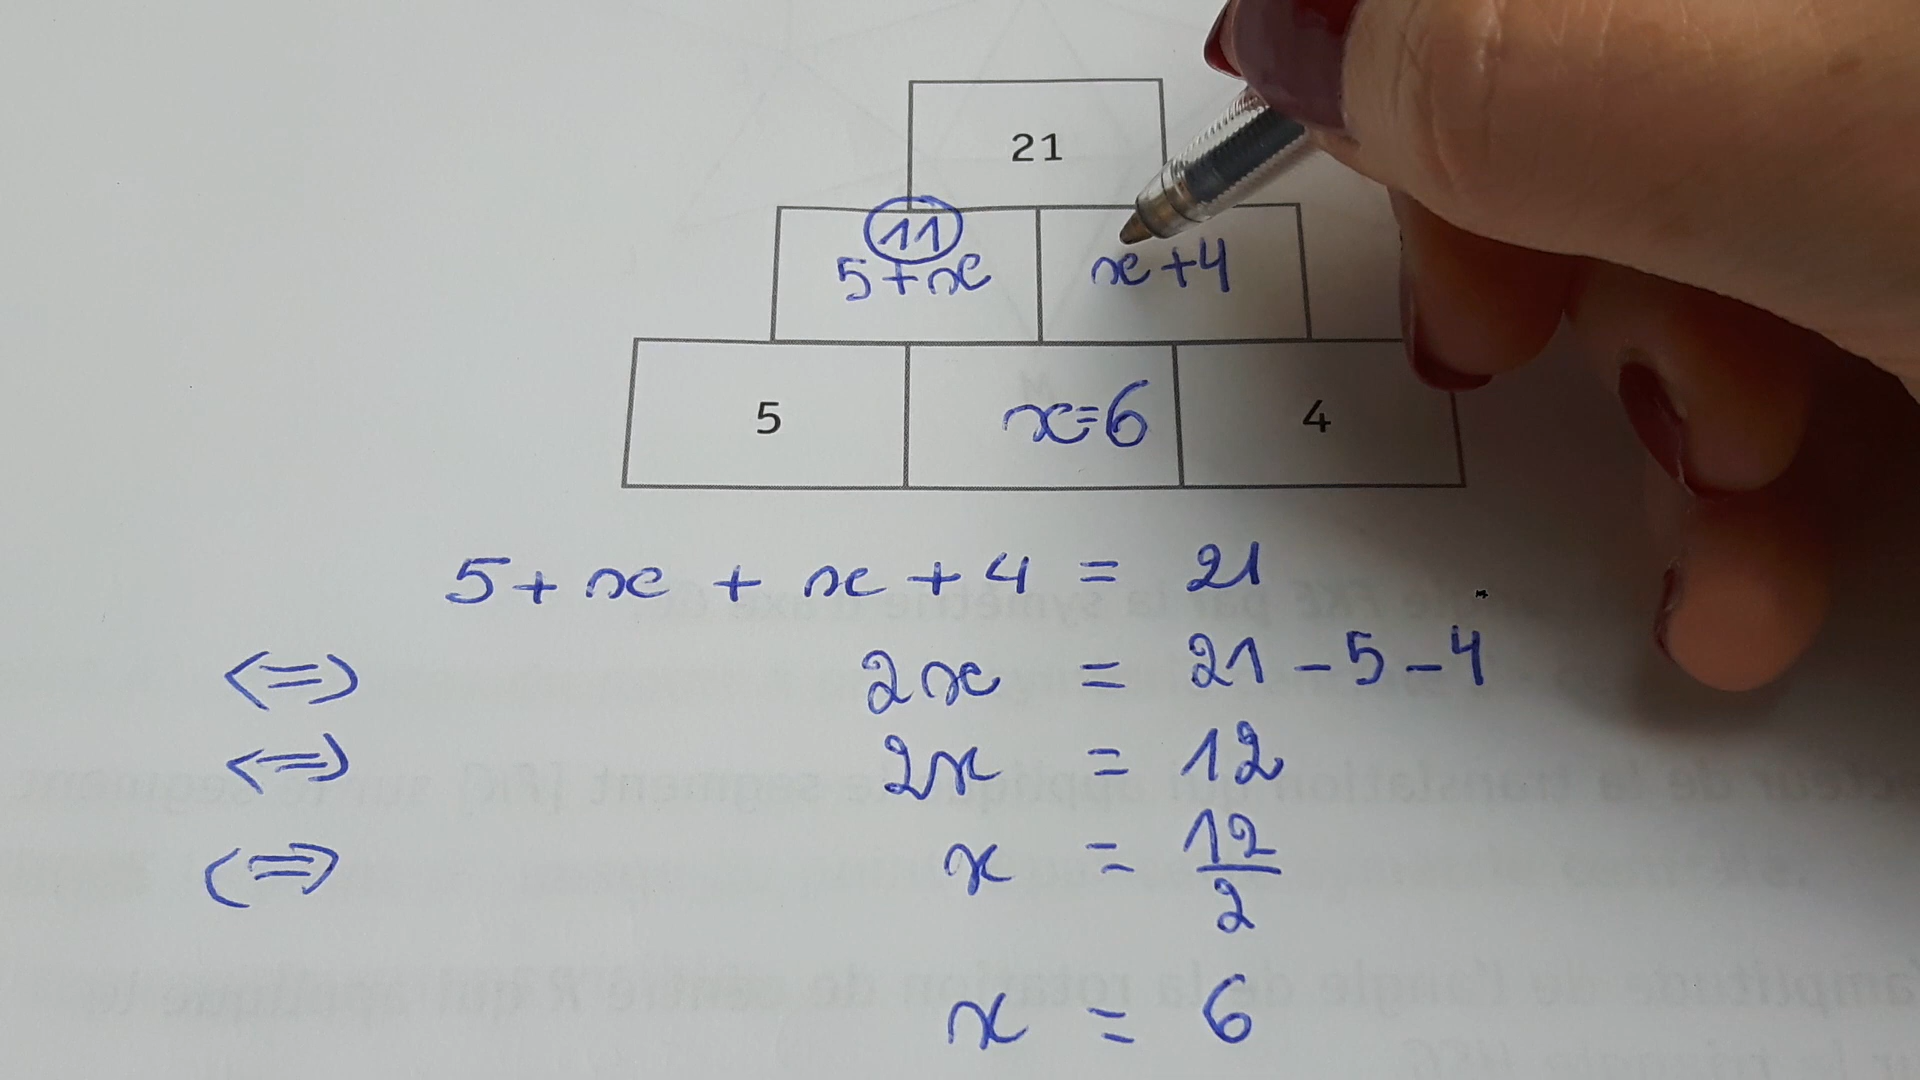 21
11
5+x x+4
5 x=6 4
5 + x + x + 4 = 21
<=> 2x = 21 - 5 - 4
<=> 2x = 12
<=> x = 12/2
x = 6